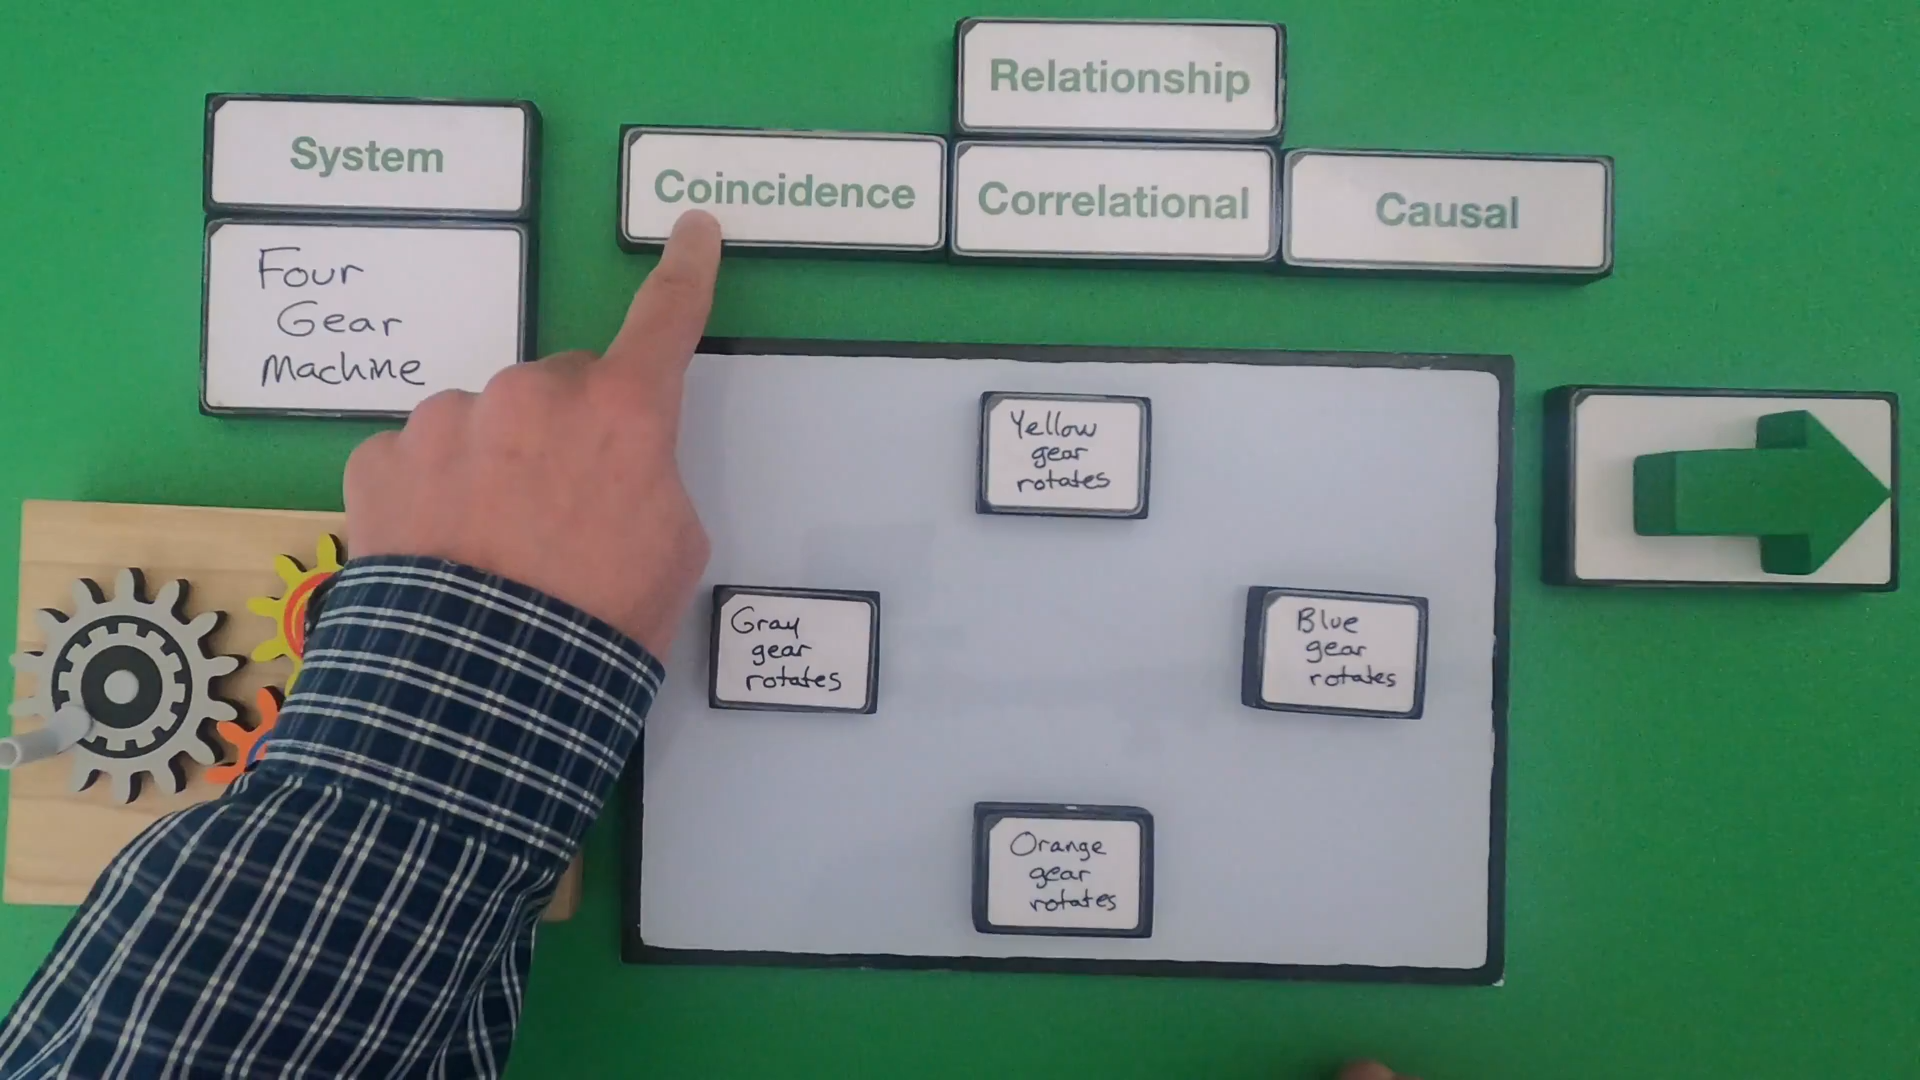 Relationship
System
Coincidence
Correlational
Causal
Four
Gear
Machine
Yellow
gear
rotates
Gray
gear
rotates
Blue
gear
rotates
Orange
gear
rotates